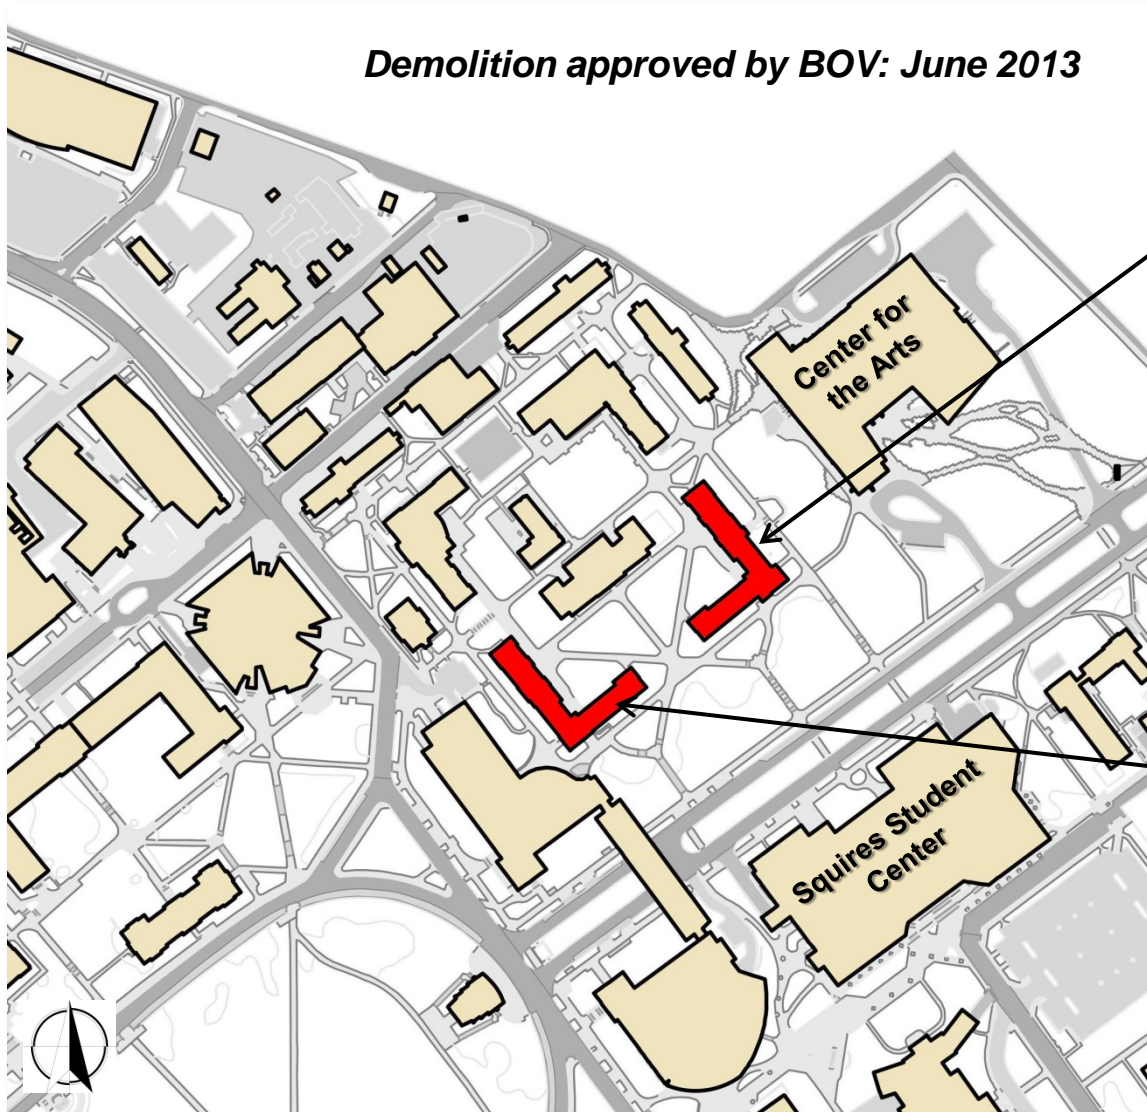 Demolition approved by BOV: June 2013
Center for
the Arts
Squires Student
Center